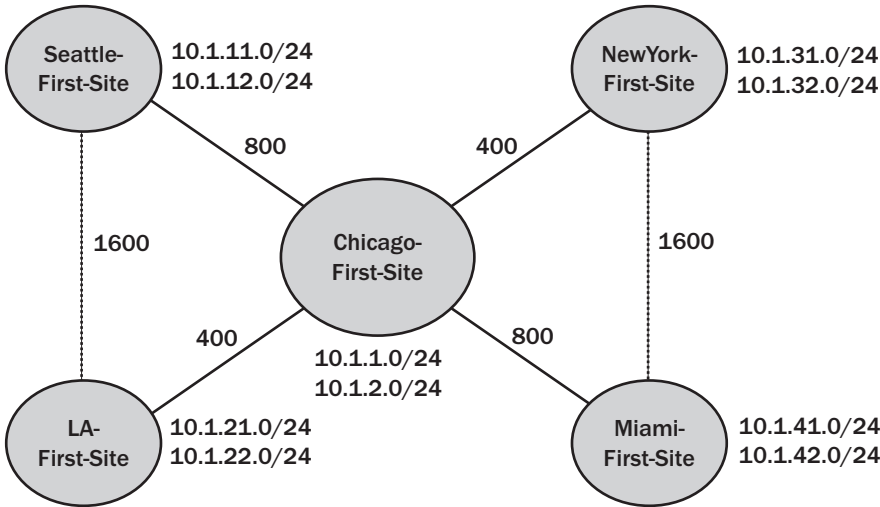 Seattle-
First-Site
10.1.11.0/24
10.1.12.0/24
NewYork-
First-Site
10.1.31.0/24
10.1.32.0/24
800
400
1600
Chicago-
First-Site
1600
400
800
10.1.1.0/24
10.1.2.0/24
LA-
First-Site
10.1.21.0/24
10.1.22.0/24
Miami-
First-Site
10.1.41.0/24
10.1.42.0/24